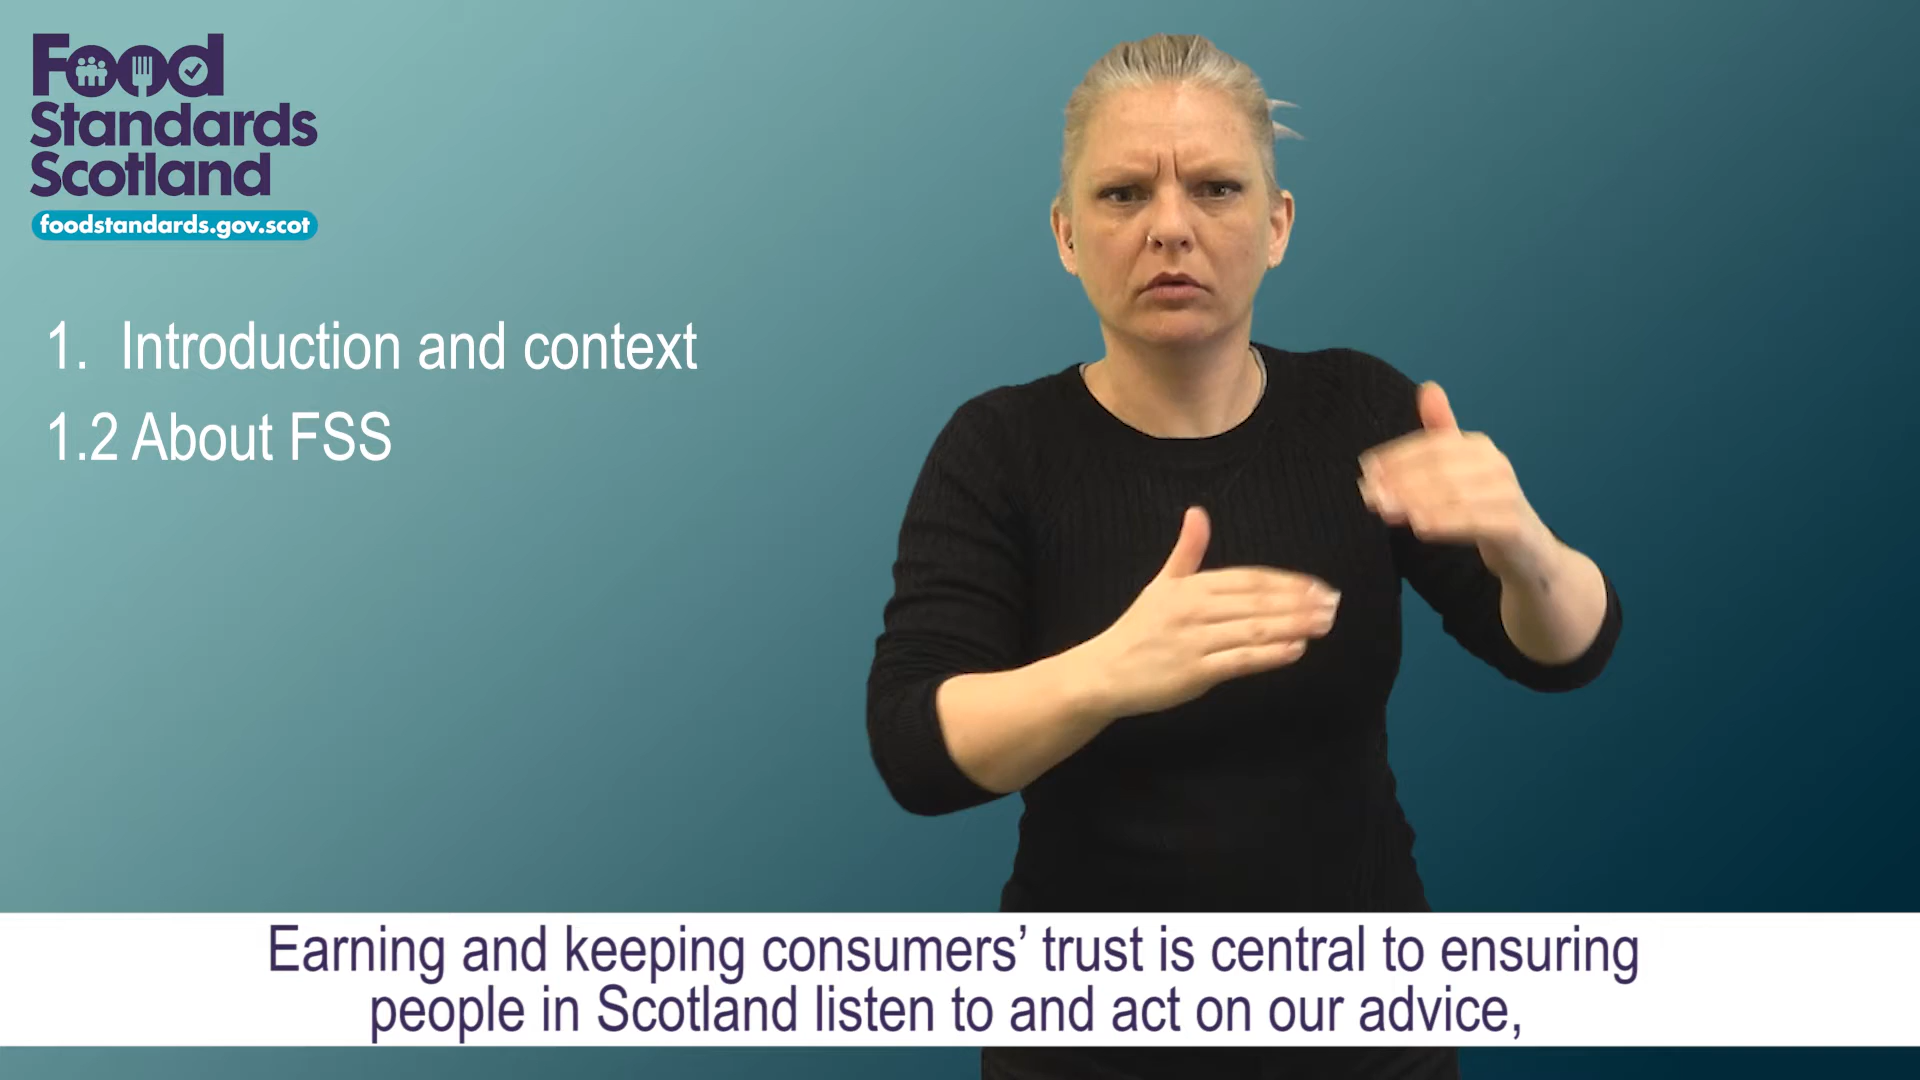 Food
Standards
Scotland
foodstandards.gov.scot
1. Introduction and context
1.2 About FSS
Earning and keeping consumers’ trust is central to ensuring
people in Scotland listen to and act on our advice,